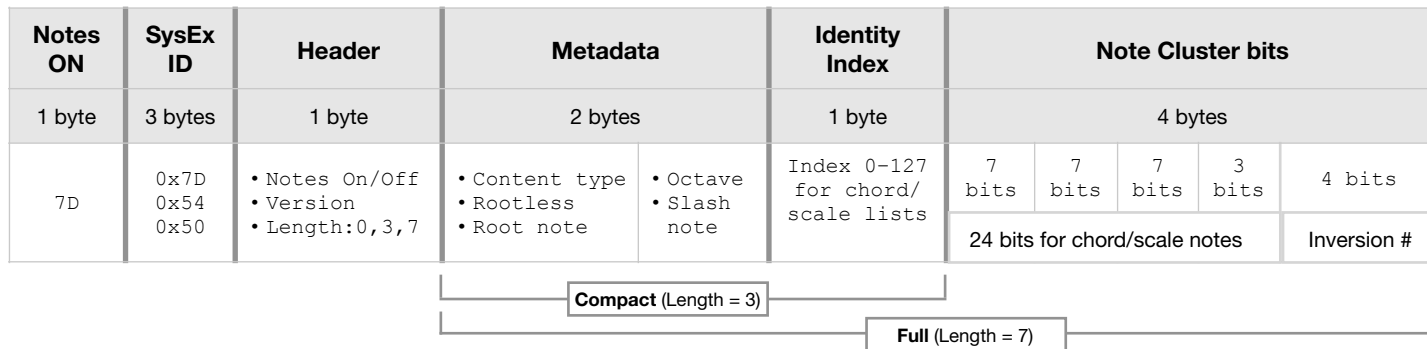 Notes ON
SysEx ID
Header
Metadata
Identity Index
Note Cluster bits
1 byte
3 bytes
1 byte
2 bytes
1 byte
4 bytes
7D
0x7D
0x54
0x50
• Notes On/Off
• Version
• Length:0,3,7
• Content type
• Rootless
• Root note
• Octave
• Slash
note
Index 0–127
for chord/
scale lists
7
bits
7
bits
7
bits
3
bits
4 bits
24 bits for chord/scale notes
Inversion #
Compact (Length = 3)
Full (Length = 7)